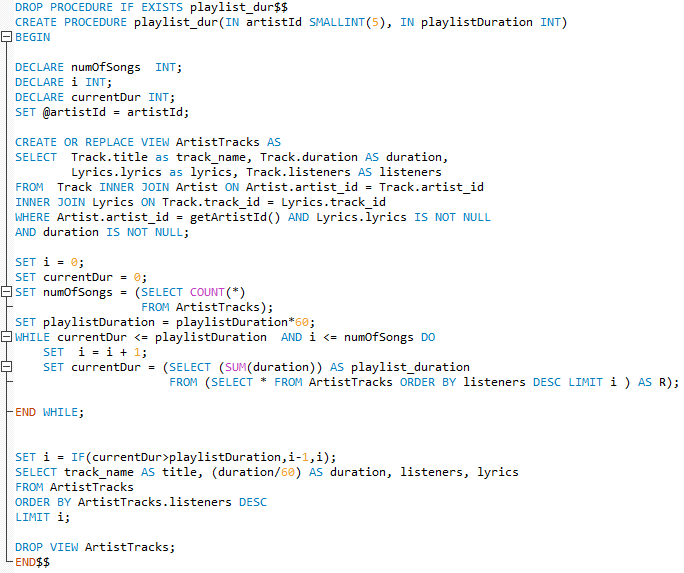 DROP PROCEDURE IF EXISTS playlist_dur$$
CREATE PROCEDURE playlist_dur(IN artistId SMALLINT(5), IN playlistDuration INT)
BEGIN
DECLARE numOfSongs  INT;
DECLARE i INT;
DECLARE currentDur INT;
SET @artistId = artistId;
CREATE OR REPLACE VIEW ArtistTracks AS
SELECT  Track.title as track_name, Track.duration AS duration,
        Lyrics.lyrics as lyrics, Track.listeners AS listeners
FROM  Track INNER JOIN Artist ON Artist.artist_id = Track.artist_id
INNER JOIN Lyrics ON Track.track_id = Lyrics.track_id
WHERE Artist.artist_id = getArtistId() AND Lyrics.lyrics IS NOT NULL
AND duration IS NOT NULL;
SET i = 0;
SET currentDur = 0;
SET numOfSongs = (SELECT COUNT(*)
                  FROM ArtistTracks);
SET playlistDuration = playlistDuration*60;
WHILE currentDur <= playlistDuration  AND i <= numOfSongs DO
    SET  i = i + 1;
    SET currentDur = (SELECT (SUM(duration)) AS playlist_duration
                      FROM (SELECT * FROM ArtistTracks ORDER BY listeners DESC LIMIT i ) AS R);
END WHILE;
SET i = IF(currentDur>playlistDuration,i-1,i);
SELECT track_name AS title, (duration/60) AS duration, listeners, lyrics
FROM ArtistTracks
ORDER BY ArtistTracks.listeners DESC
LIMIT i;
DROP VIEW ArtistTracks;
END$$